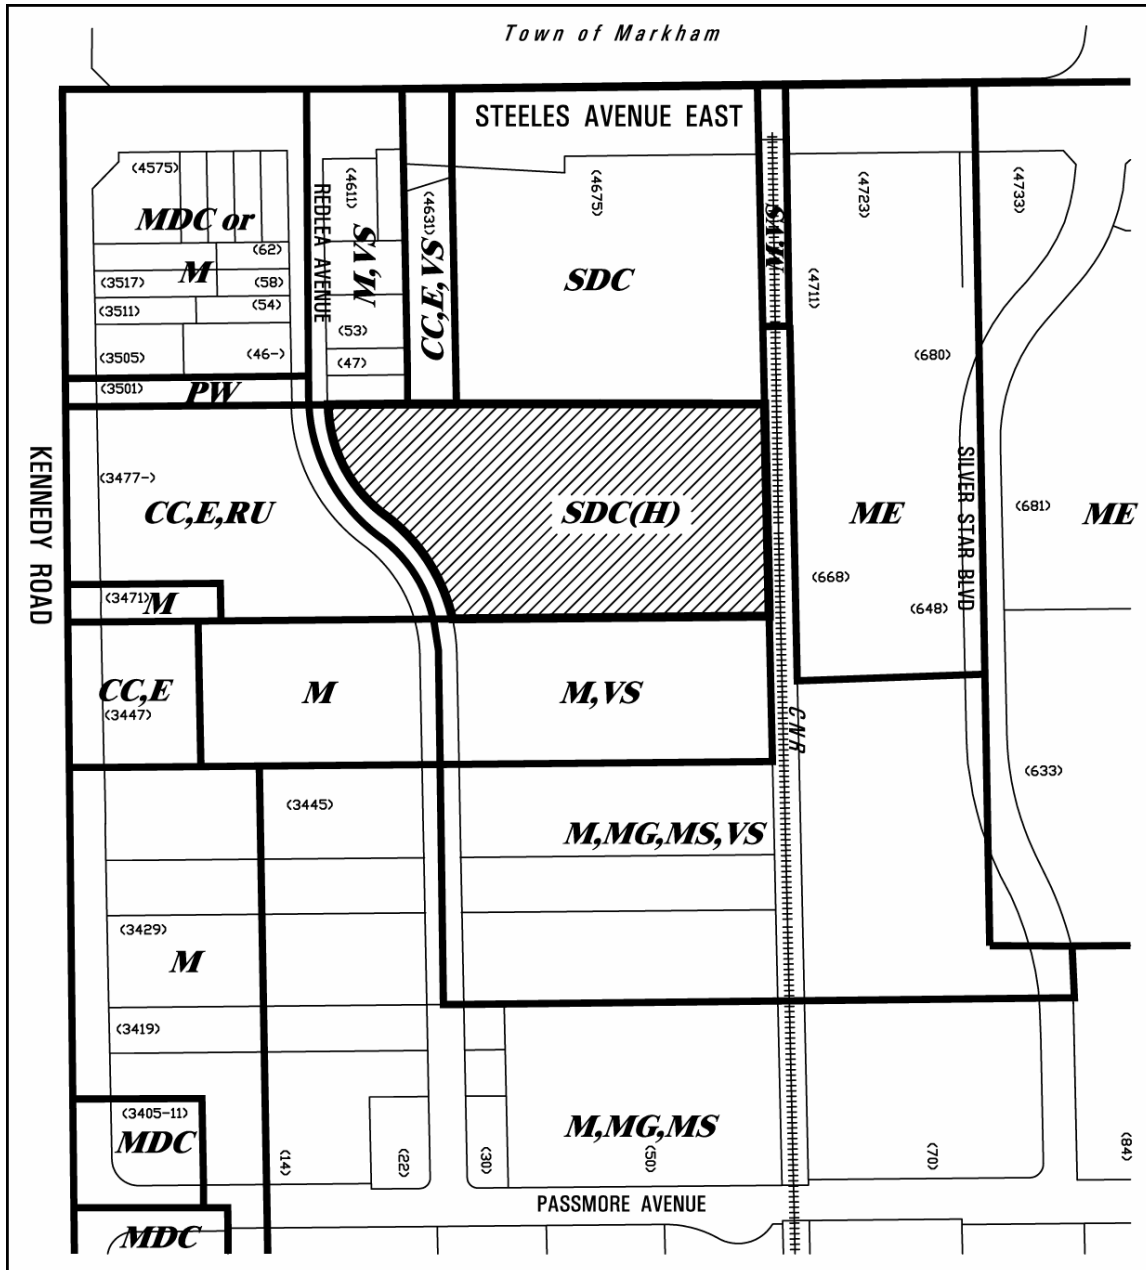 Town of Markham
STEELES AVENUE EAST
(4575)
MDC or
M
(62)
(3517)
(58)
(3511)
(54)
(3505)
(46-)
(3501)
PW
REDLEA AVENUE
(4611)
M,VS
(53)
(47)
(4631)
CC,E,VS
(4675)
SDC
M,VS
(4723)
(4711)
(680)
(4733)
KENNEDY ROAD
(3477-)
CC,E,RU
SDC(H)
ME
SILVER STAR BLVD
(681)
ME
(3471)
M
(668)
(648)
CC,E
(3447)
M
M,VS
CNR
(633)
(3445)
M,MG,MS,VS
(3429)
M
(3419)
(3405-11)
MDC
M,MG,MS
(14)
(22)
(30)
(50)
(70)
(84)
PASSMORE AVENUE
MDC